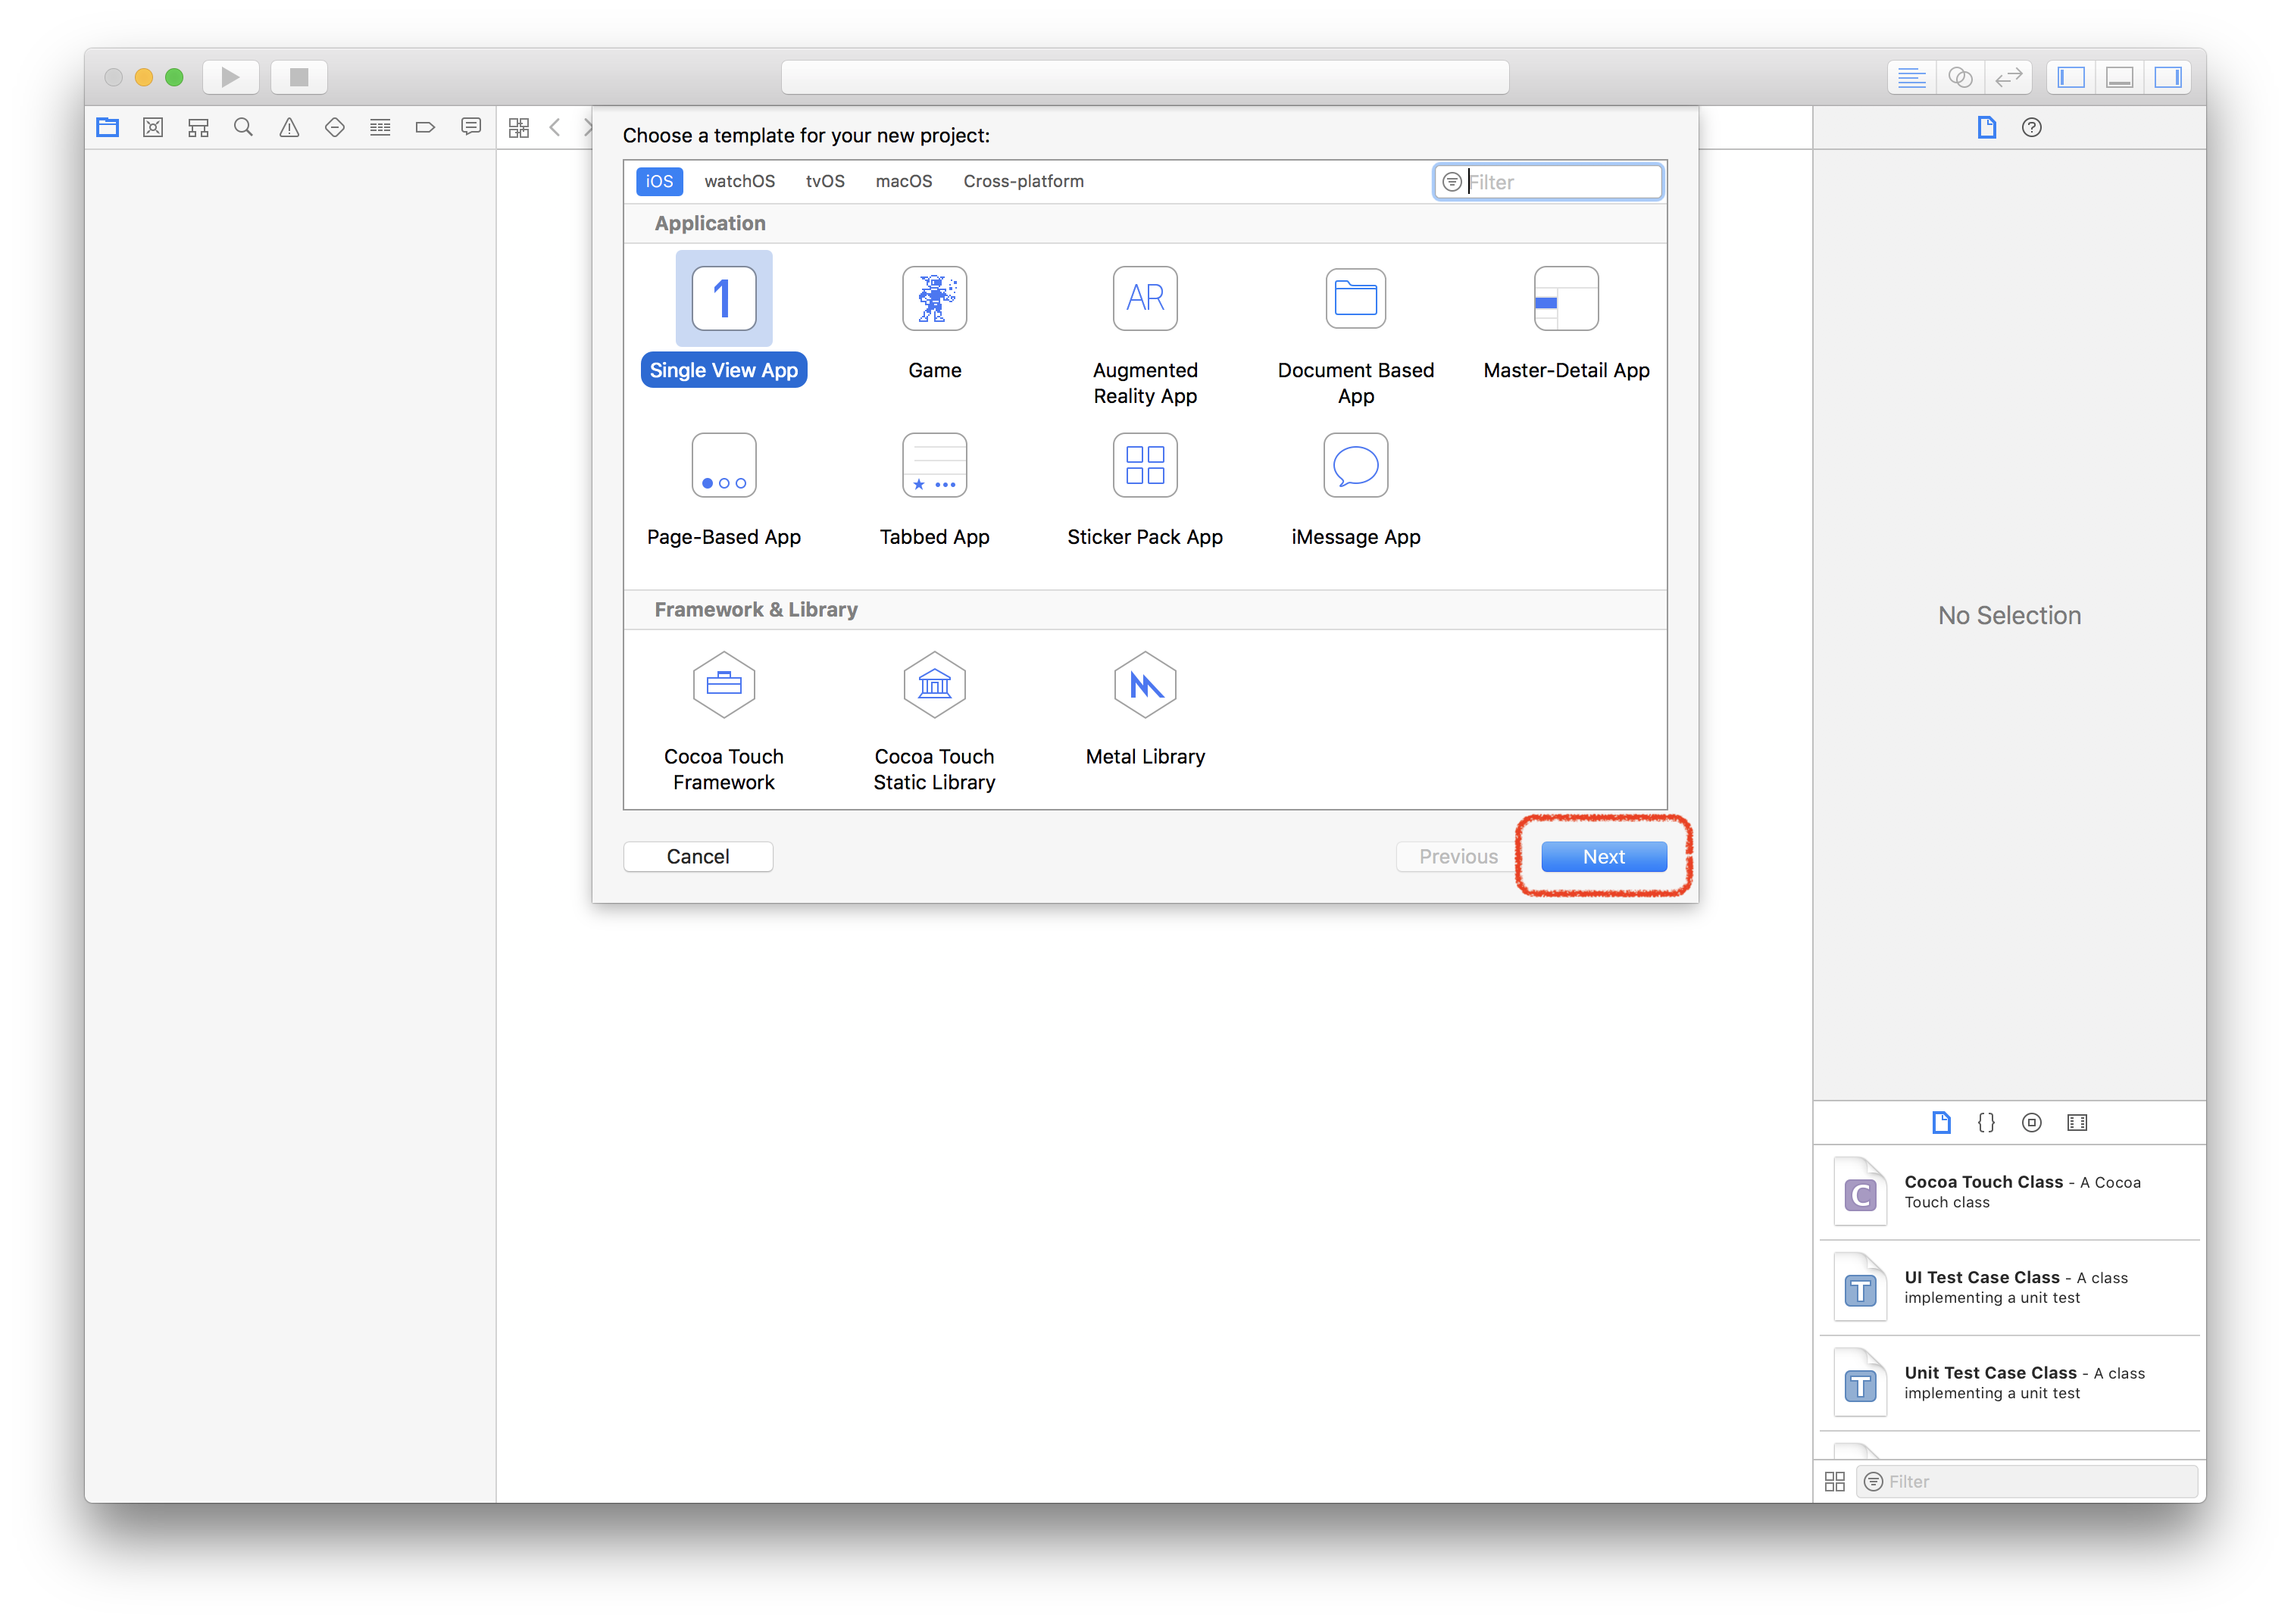 Choose a template for your new project:
iOS watchOS tvOS macOS Cross-platform Filter
Application
1 AR
Single View App Game Augmented Document Based Master-Detail App
Reality App App
Page-Based App Tabbed App Sticker Pack App iMessage App
Framework & Library
Cocoa Touch Cocoa Touch Metal Library
Framework Static Library
Cancel Previous Next
No Selection
{}
C
Cocoa Touch Class - A Cocoa
Touch class
T
UI Test Case Class - A class
implementing a unit test
T
Unit Test Case Class - A class
implementing a unit test
Filter